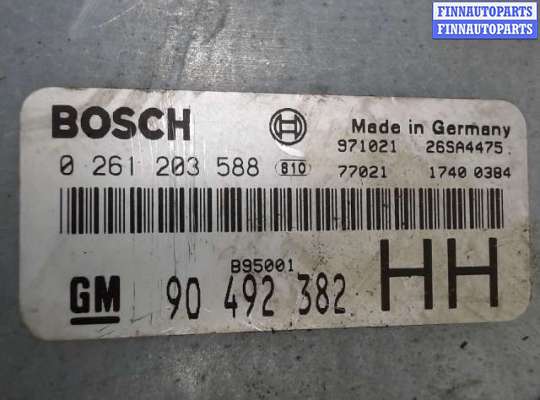 FINNAUTOPARTS
FINNAUTOPARTS
BOSCH
Made in Germany
971021 26SA4475
0 261 203 588 B10
77021 1740 0384
B95001
GM 90 492 382 HH